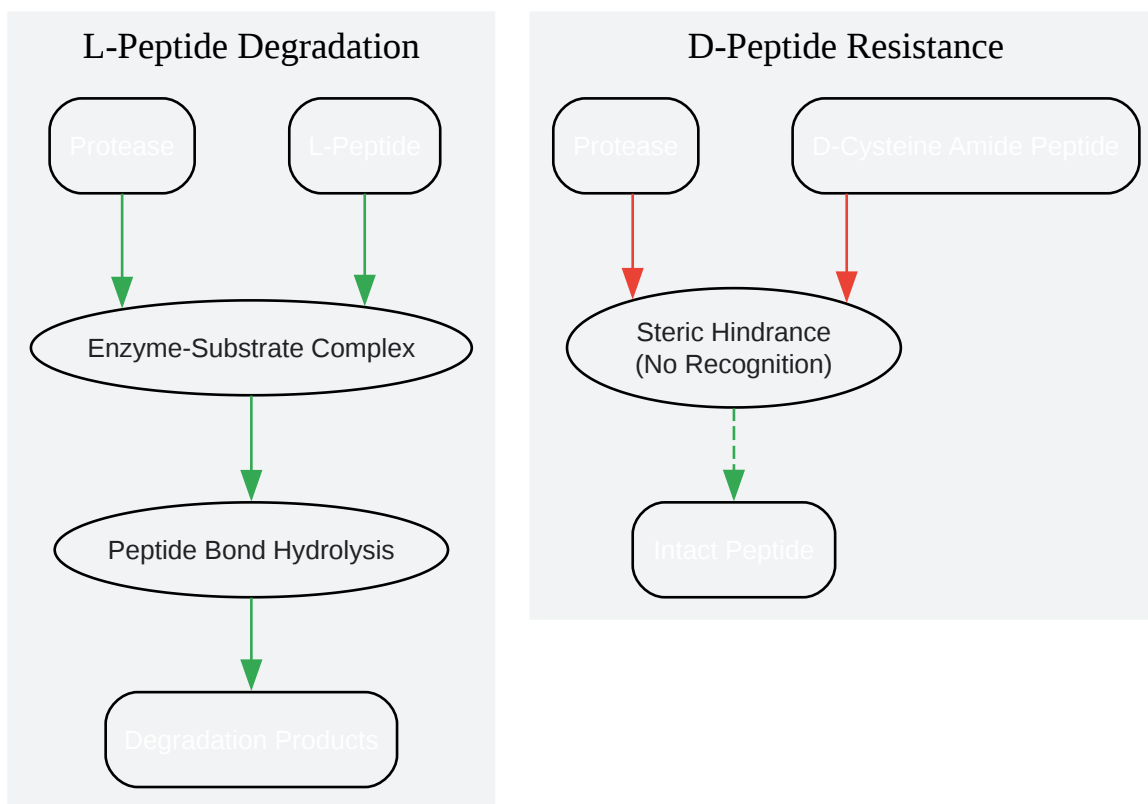 L-Peptide Degradation
Protease
L-Peptide
Enzyme-Substrate Complex
Peptide Bond Hydrolysis
Degradation Products
D-Peptide Resistance
Protease
D-Cysteine Amide Peptide
Steric Hindrance
(No Recognition)
Intact Peptide